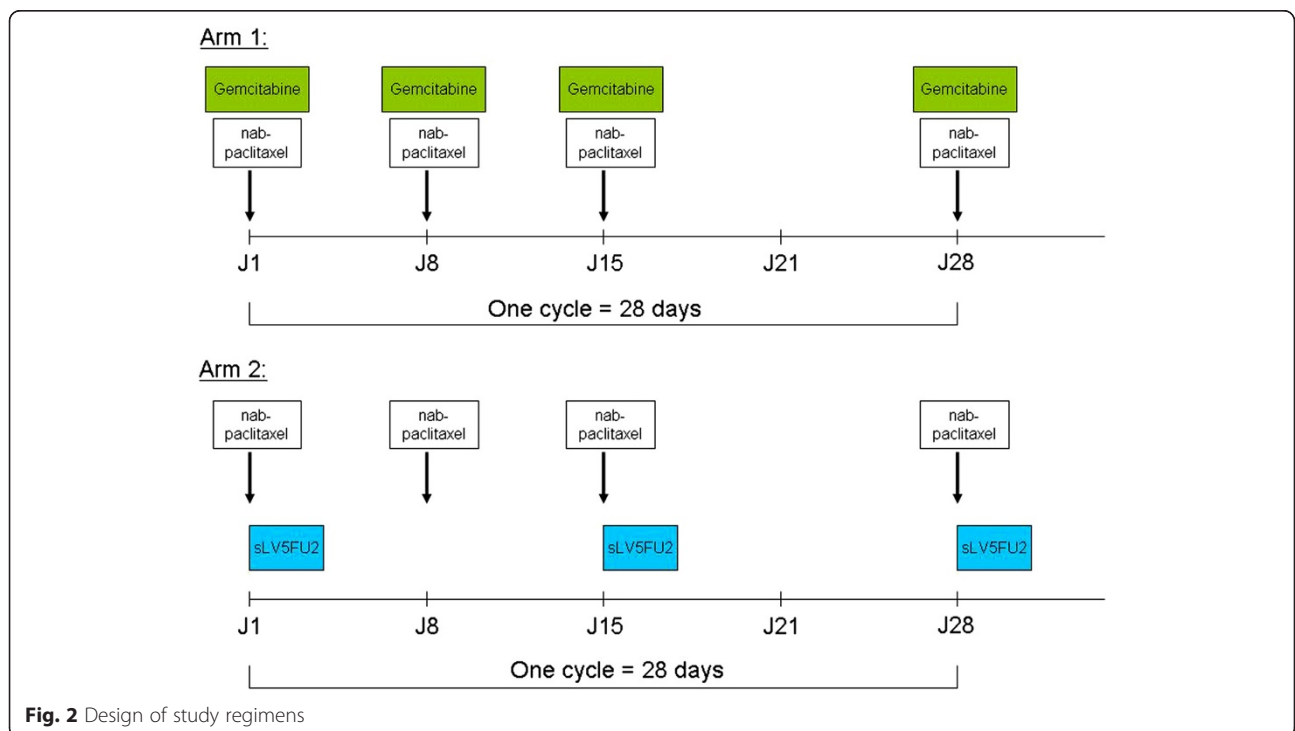 Arm 1:
Gemcitabine Gemcitabine Gemcitabine Gemcitabine
nab- nab- nab- nab-
paclitaxel paclitaxel paclitaxel paclitaxel
J1 J8 J15 J21 J28
One cycle = 28 days
Arm 2:
nab- nab- nab- nab-
paclitaxel paclitaxel paclitaxel paclitaxel
sLV5FU2 sLV5FU2 sLV5FU2
J1 J8 J15 J21 J28
One cycle = 28 days
Fig. 2 Design of study regimens